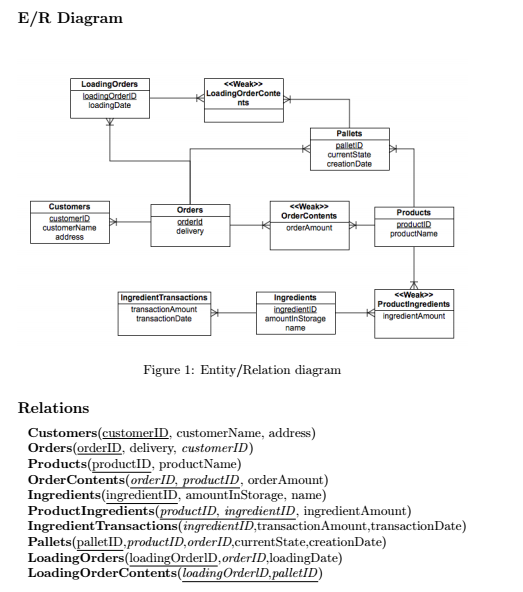 E/R Diagram
LoadingOrders
loadingOrderID
loadingDate
<<Weak>>
LoadingOrderConte
nts
Pallets
palletID
currentState
creationDate
Customers
customerID
customerName
address
Orders
orderId
delivery
<<Weak>>
OrderContents
orderAmount
Products
productID
productName
IngredientTransactions
transactionAmount
transactionDate
Ingredients
ingredientID
amountInStorage
name
<<Weak>>
ProductIngredients
ingredientAmount
Figure 1: Entity/Relation diagram
Relations
Customers(customerID, customerName, address)
Orders(orderID, delivery, customerID)
Products(productID, productName)
OrderContents(orderID, productID, orderAmount)
Ingredients(ingredientID, amountInStorage, name)
ProductIngredients(productID, ingredientID, ingredientAmount)
IngredientTransactions(ingredientID,transactionAmount,transactionDate)
Pallets(palletID,productID,orderID,currentState,creationDate)
LoadingOrders(loadingOrderlD,orderID,loadingDate)
LoadingOrderContents(loadingOrderlD,palletID)